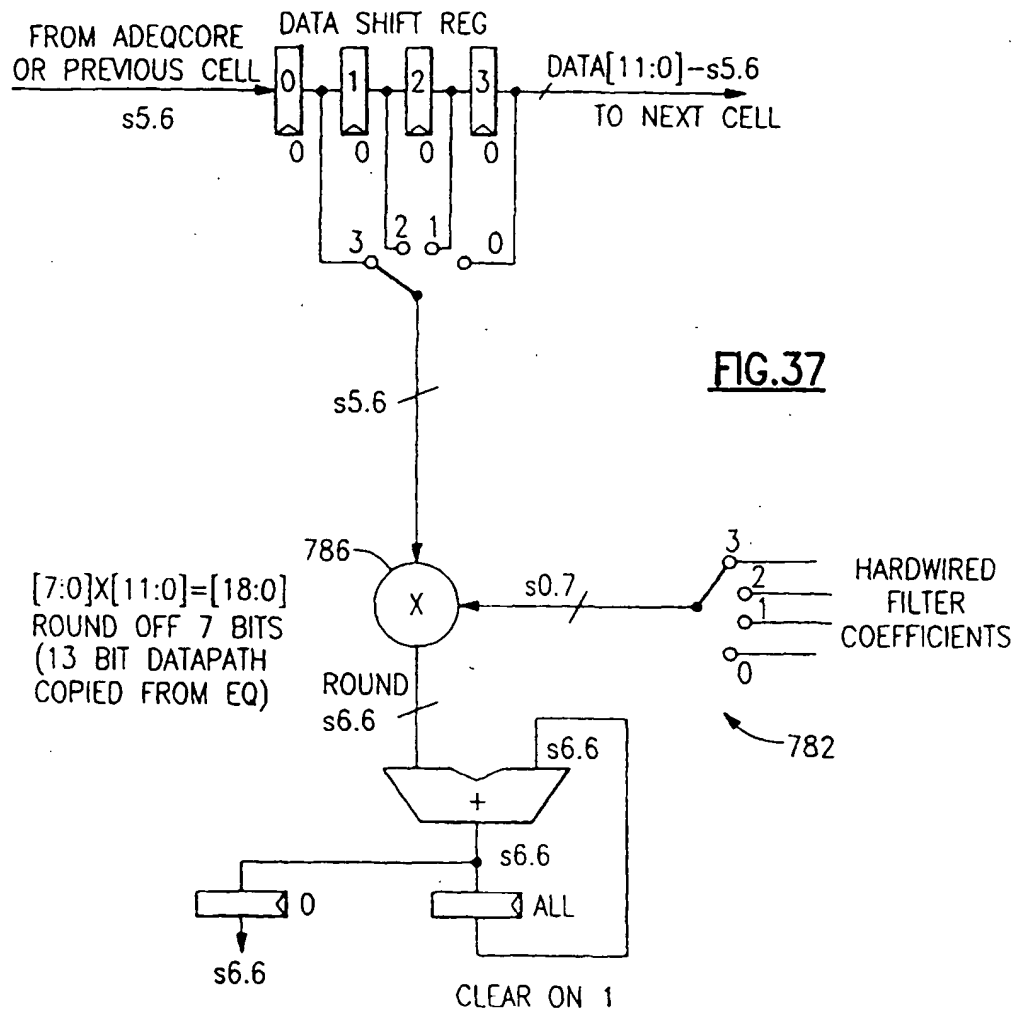 DATA SHIFT REG
FROM ADEQCORE
OR PREVIOUS CELL
s5.6
0
1
2
3
DATA[11:0]-s5.6
TO NEXT CELL
0
0
0
0
3
2
1
0
s5.6
FIG.37
786
X
s0.7
3
2
1
0
HARDWIRED
FILTER
COEFFICIENTS
782
[7:0]X[11:0]=[18:0]
ROUND OFF 7 BITS
(13 BIT DATAPATH
COPIED FROM EQ)
ROUND
s6.6
s6.6
+
s6.6
0
ALL
s6.6
CLEAR ON 1